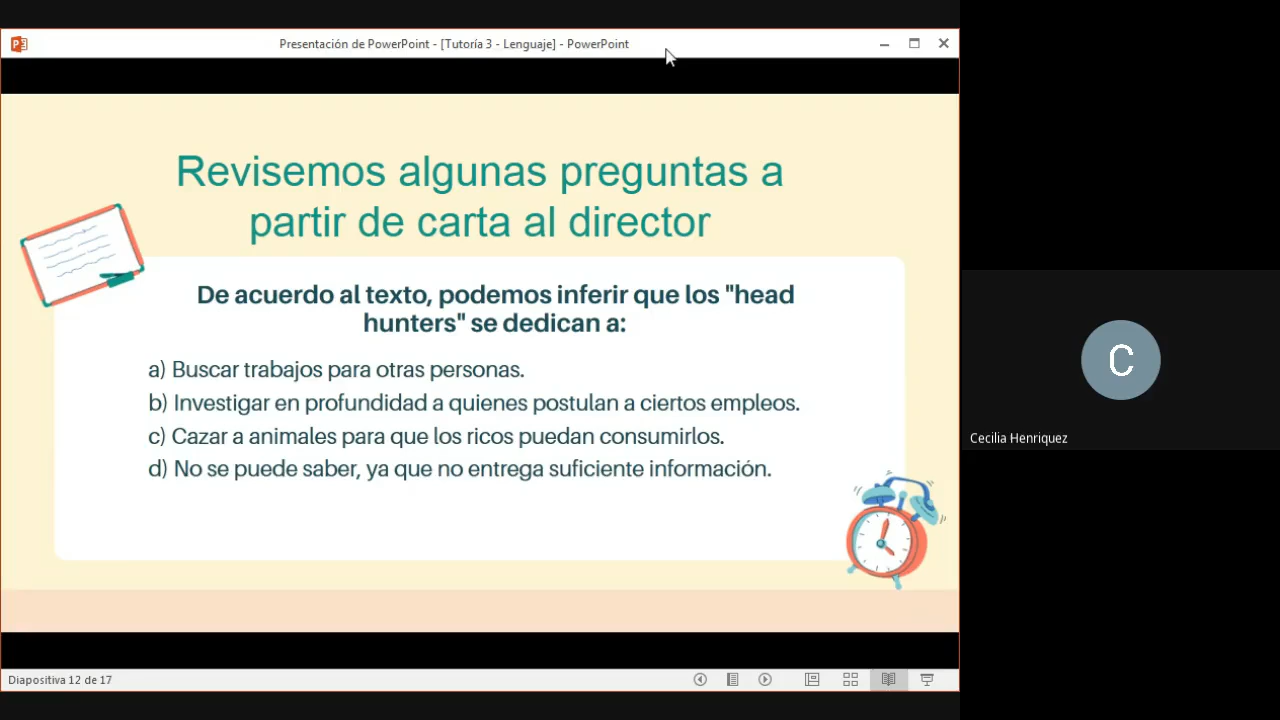 Presentación de PowerPoint - [Tutoría 3 - Lenguaje] - PowerPoint
Revisemos algunas preguntas a
partir de carta al director
De acuerdo al texto, podemos inferir que los "head
hunters" se dedican a:
a) Buscar trabajos para otras personas.
b) Investigar en profundidad a quienes postulan a ciertos empleos.
c) Cazar a animales para que los ricos puedan consumirlos.
d) No se puede saber, ya que no entrega suficiente información.
Diapositiva 12 de 17
C
Cecilia Henriquez